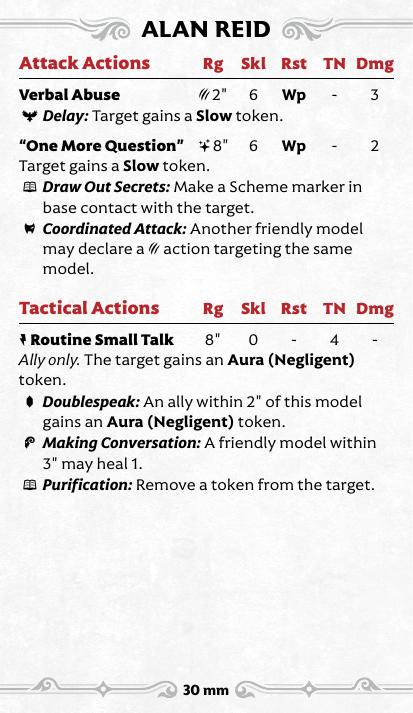 ALAN REID
Attack Actions Rg Skl Rst TN Dmg
Verbal Abuse 2" 6 Wp - 3
Delay: Target gains a Slow token.
“One More Question” 8" 6 Wp - 2
Target gains a Slow token.
Draw Out Secrets: Make a Scheme marker in
base contact with the target.
Coordinated Attack: Another friendly model
may declare a action targeting the same
model.
Tactical Actions Rg Skl Rst TN Dmg
Routine Small Talk 8" 0 - 4 -
Ally only. The target gains an Aura (Negligent)
token.
Doublespeak: An ally within 2" of this model
gains an Aura (Negligent) token.
Making Conversation: A friendly model within
3" may heal 1.
Purification: Remove a token from the target.
30 mm